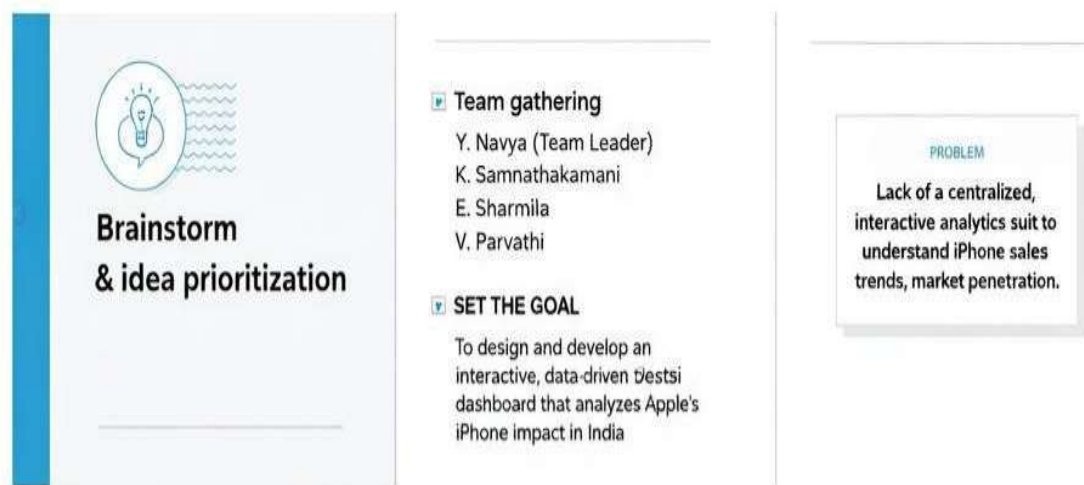 Brainstorm
& idea prioritization
Team gathering
Y. Navya (Team Leader)
K. Samnathakamani
E. Sharmila
V. Parvathi
SET THE GOAL
To design and develop an
interactive, data-driven
dashboard that analyzes Apple's
iPhone impact in India
PROBLEM
Lack of a centralized,
interactive analytics suit to
understand iPhone sales
trends, market penetration.